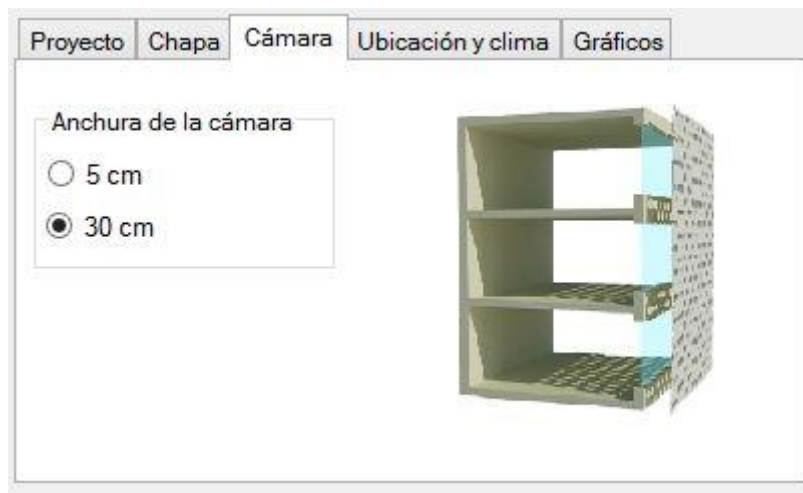 Proyecto Chapa Cámara Ubicación y clima Gráficos
Anchura de la cámara
5 cm
30 cm